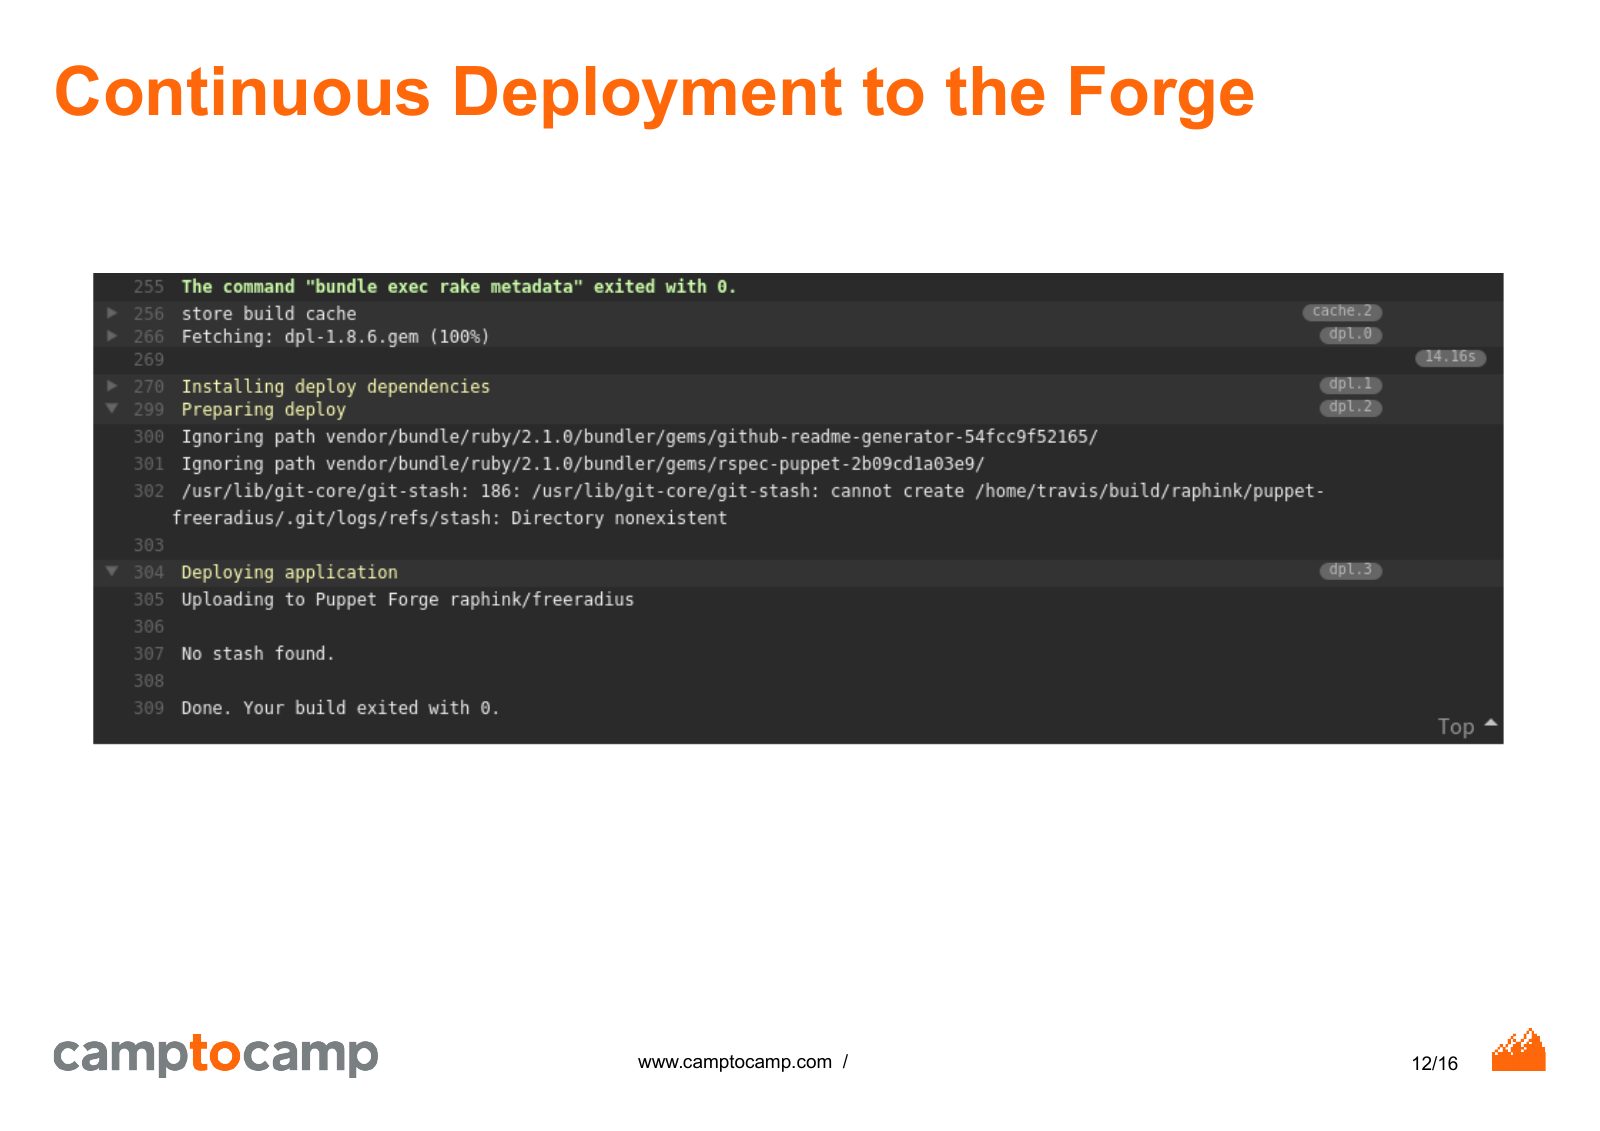 Continuous Deployment to the Forge
255 The command "bundle exec rake metadata" exited with 0.
256 store build cache cache.2
266 Fetching: dpl-1.8.6.gem (100%) dpl.0
269 14.16s
270 Installing deploy dependencies dpl.1
299 Preparing deploy dpl.2
300 Ignoring path vendor/bundle/ruby/2.1.0/bundler/gems/github-readme-generator-54fcc9f52165/
301 Ignoring path vendor/bundle/ruby/2.1.0/bundler/gems/rspec-puppet-2b09cd1a03e9/
302 /usr/lib/git-core/git-stash: 186: /usr/lib/git-core/git-stash: cannot create /home/travis/build/raphink/puppet-
freeradius/.git/logs/refs/stash: Directory nonexistent
303
304 Deploying application dpl.3
305 Uploading to Puppet Forge raphink/freeradius
306
307 No stash found.
308
309 Done. Your build exited with 0.
Top
camptocamp
www.camptocamp.com /
12/16